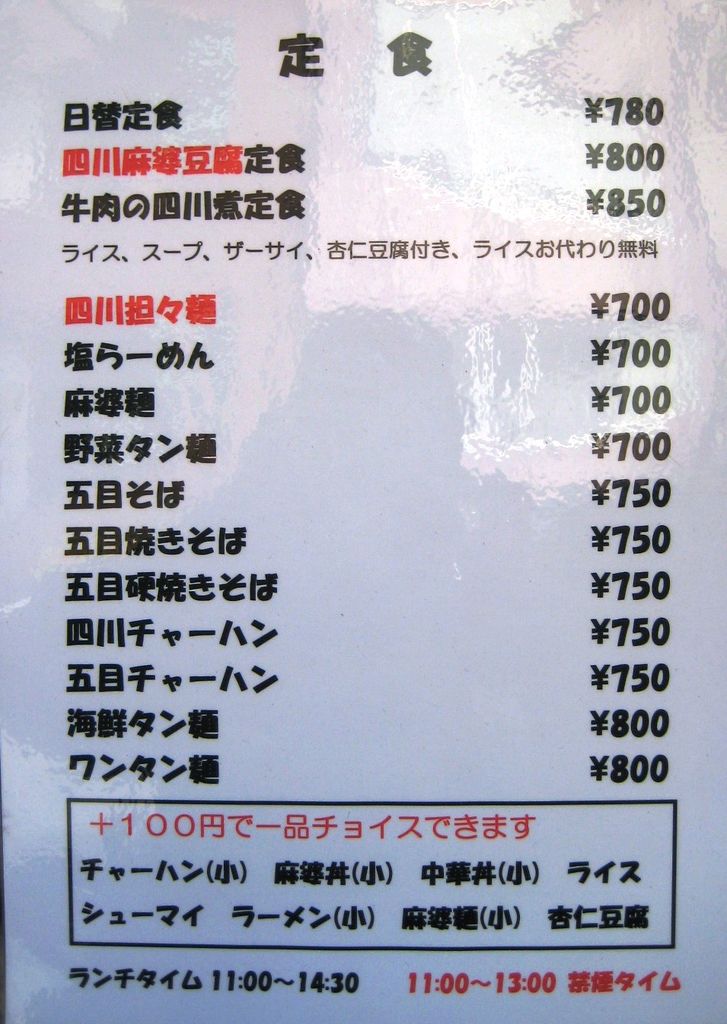 定 食
日替定食 ¥780
四川麻婆豆腐定食 ¥800
牛肉の四川煮定食 ¥850
ライス、スープ、ザーサイ、杏仁豆腐付き、ライスお代わり無料
四川担々麺 ¥700
塩らーめん ¥700
麻婆麺 ¥700
野菜タン麺 ¥700
五目そば ¥750
五目焼きそば ¥750
五目硬焼きそば ¥750
四川チャーハン ¥750
五目チャーハン ¥750
海鮮タン麺 ¥800
ワンタン麺 ¥800
＋１００円で一品チョイスできます
チャーハン(小) 麻婆丼(小) 中華丼(小) ライス
シューマイ ラーメン(小) 麻婆麺(小) 杏仁豆腐
ランチタイム 11:00～14:30 11:00～13:00 禁煙タイム